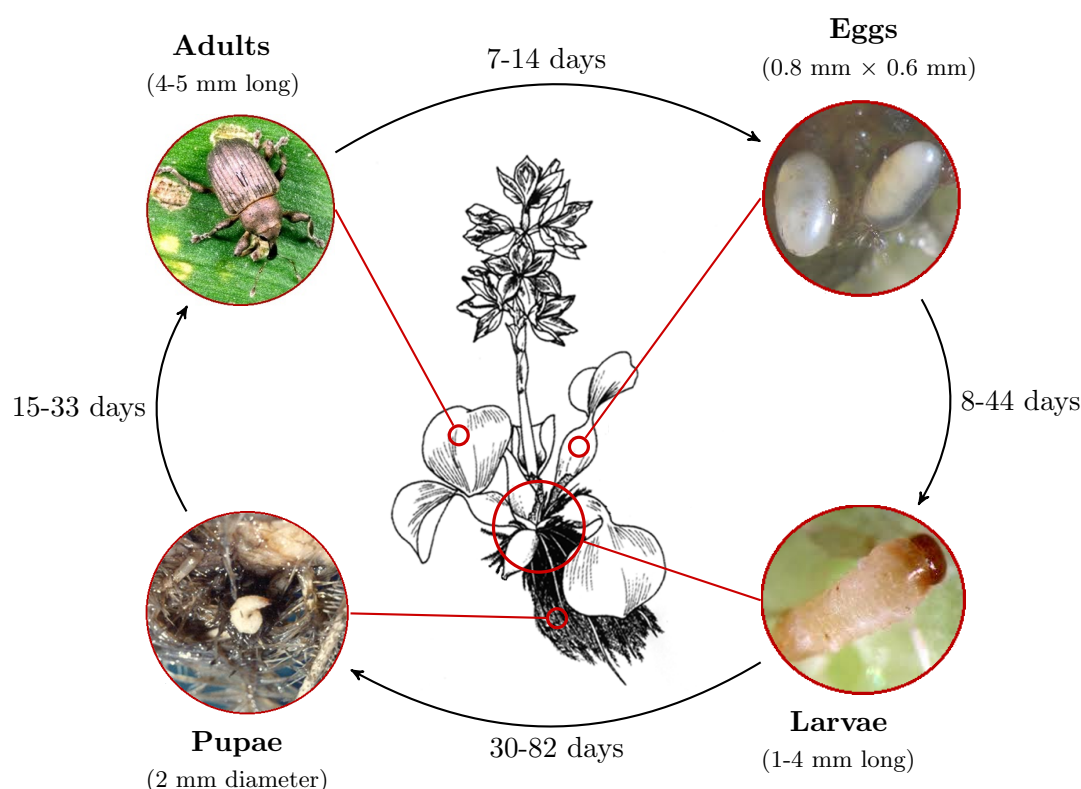 Adults
(4-5 mm long)
7-14 days
Eggs
(0.8 mm × 0.6 mm)
15-33 days
8-44 days
Pupae
(2 mm diameter)
30-82 days
Larvae
(1-4 mm long)